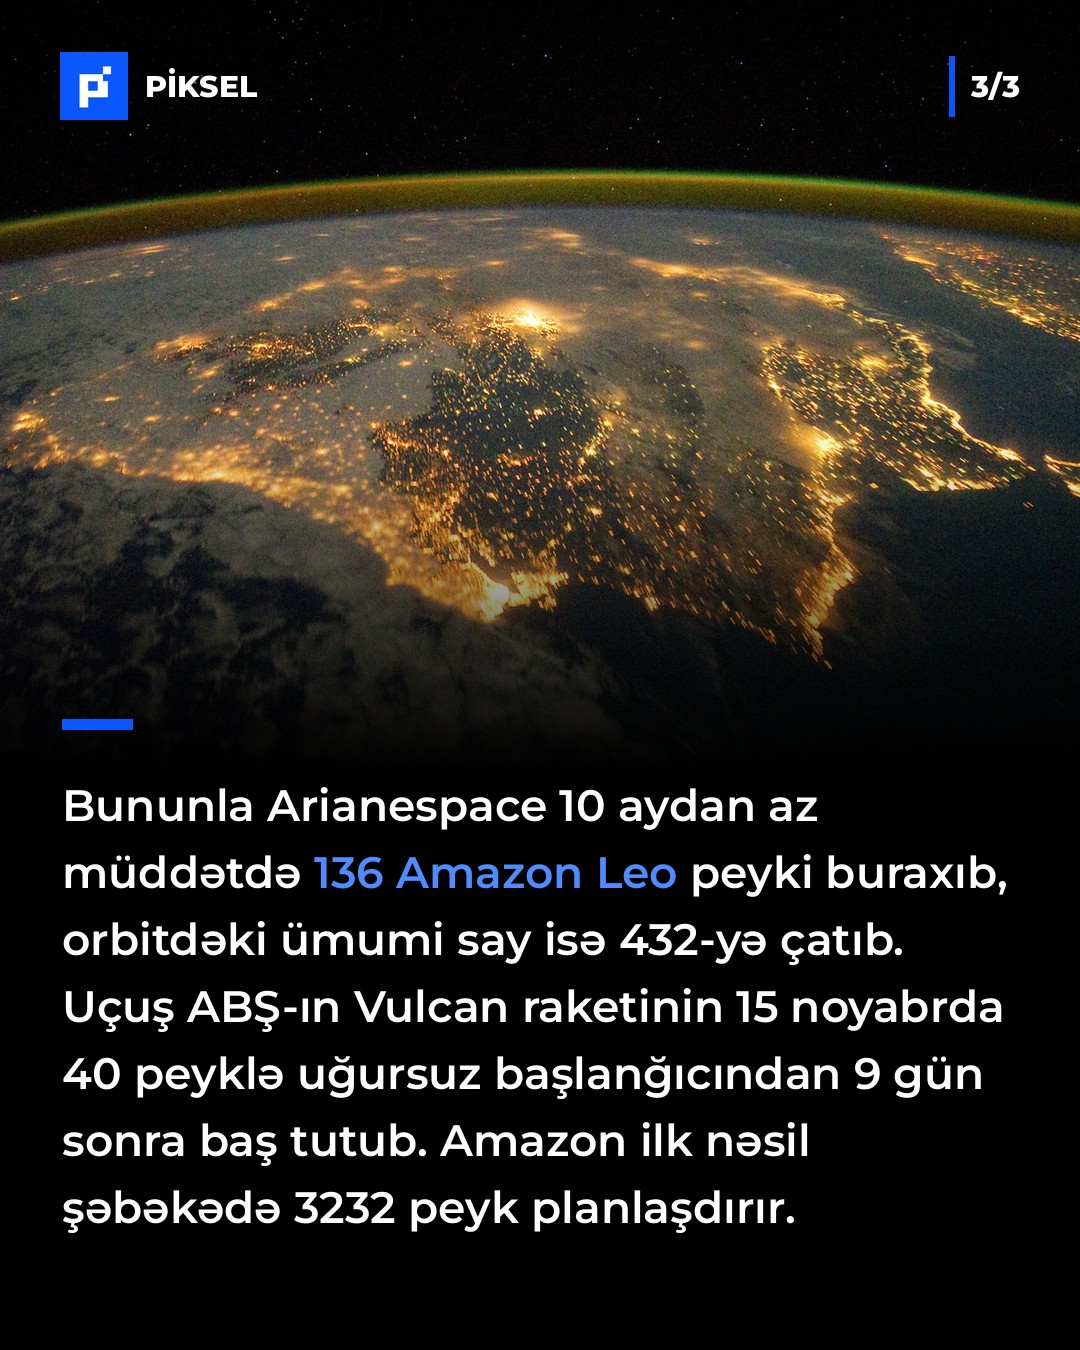 PİKSEL
3/3
Bununla Arianespace 10 aydan az
müddətdə 136 Amazon Leo peyki buraxıb,
orbitdəki ümumi say isə 432-yə çatıb.
Uçuş ABŞ-ın Vulcan raketinin 15 noyabrda
40 peyklə uğursuz başlanğıcından 9 gün
sonra baş tutub. Amazon ilk nəsil
şəbəkədə 3232 peyk planlaşdırır.